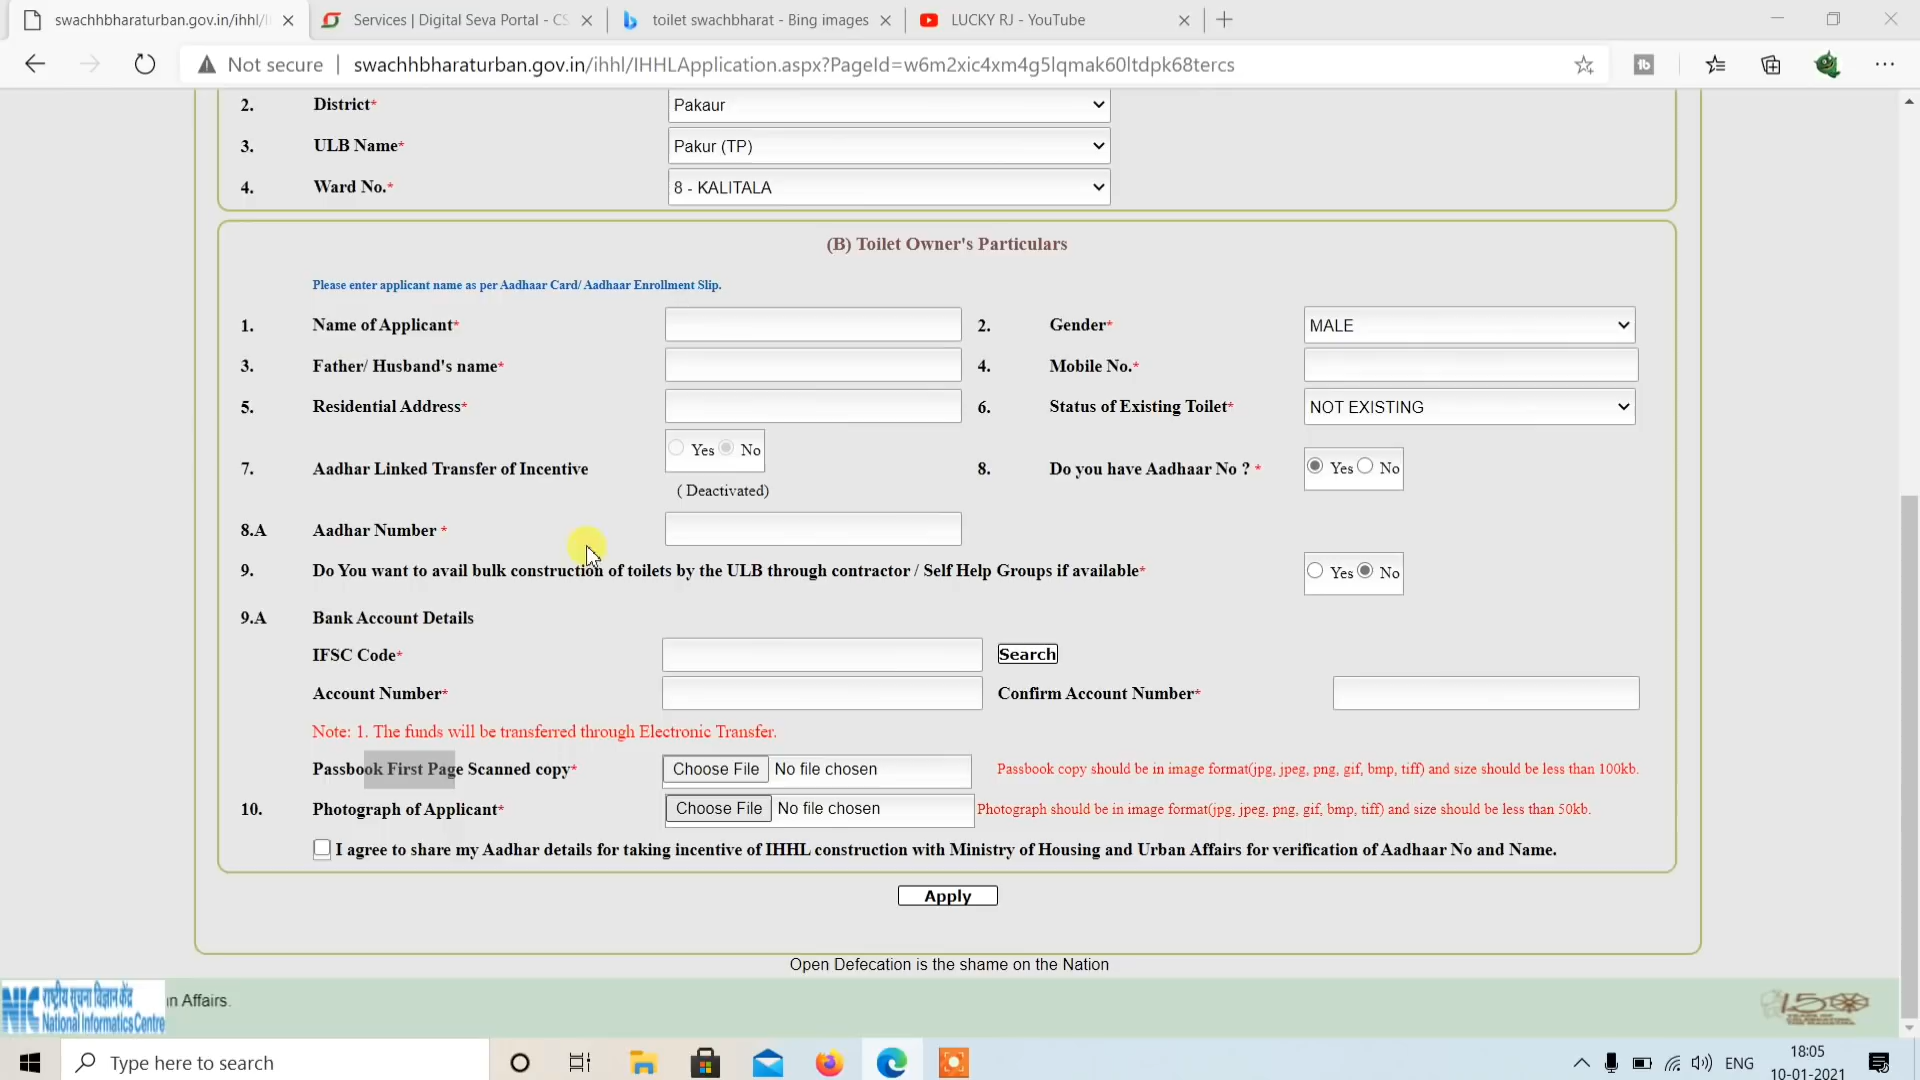 swachhbharaturban.gov.in/ihhl/I
Services | Digital Seva Portal - CS
toilet swachbharat - Bing images
LUCKY RJ - YouTube
Not secure | swachhbharaturban.gov.in/ihhl/IHHLApplication.aspx?PageId=w6m2xic4xm4g5lqmak60ltdpk68tercs
2. District* Pakaur
3. ULB Name* Pakur (TP)
4. Ward No.* 8 - KALITALA
(B) Toilet Owner's Particulars
Please enter applicant name as per Aadhaar Card/ Aadhaar Enrollment Slip.
1. Name of Applicant* 2. Gender* MALE
3. Father/ Husband's name* 4. Mobile No.*
5. Residential Address* 6. Status of Existing Toilet* NOT EXISTING
7. Aadhar Linked Transfer of Incentive Yes No 8. Do you have Aadhaar No ? * Yes No
( Deactivated)
8.A Aadhar Number *
9. Do You want to avail bulk construction of toilets by the ULB through contractor / Self Help Groups if available* Yes No
9.A Bank Account Details
IFSC Code* Search
Account Number* Confirm Account Number*
Note: 1. The funds will be transferred through Electronic Transfer.
Passbook First Page Scanned copy* Choose File No file chosen Passbook copy should be in image format(jpg, jpeg, png, gif, bmp, tiff) and size should be less than 100kb.
10. Photograph of Applicant* Choose File No file chosen Photograph should be in image format(jpg, jpeg, png, gif, bmp, tiff) and size should be less than 50kb.
I agree to share my Aadhar details for taking incentive of IHHL construction with Ministry of Housing and Urban Affairs for verification of Aadhaar No and Name.
Apply
Open Defecation is the shame on the Nation
NIC राष्ट्रीय सूचना विज्ञान केंद्र
National Informatics Centre
n Affairs.
150
Type here to search
ENG
18:05
10-01-2021